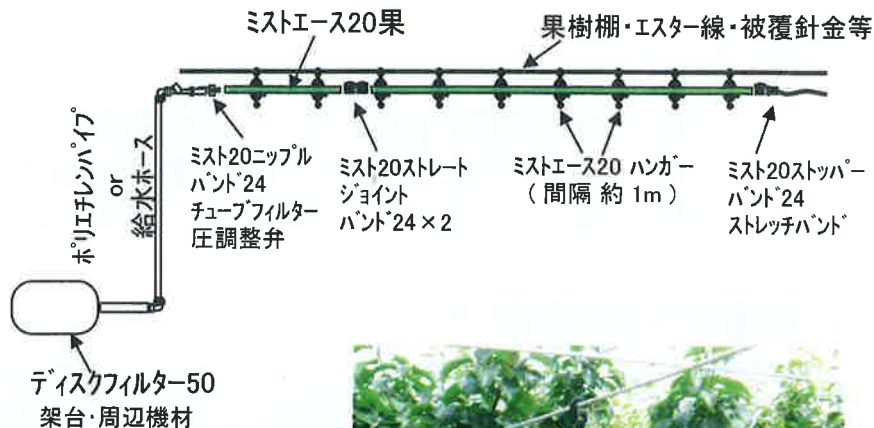 ミストエース20果
果樹棚・エスター線・被覆針金等
ポリエチレンパイプ
or
給水ホース
ミスト20ニップル
バンド24
チューブフィルター
圧調整弁
ミスト20ストレート
ジョイント
バンド24×2
ミストエース20 ハンガー
(間隔 約 1m)
ミスト20ストッパー
バンド24
ストレッチバンド
ディスクフィルター50
架台・周辺機材